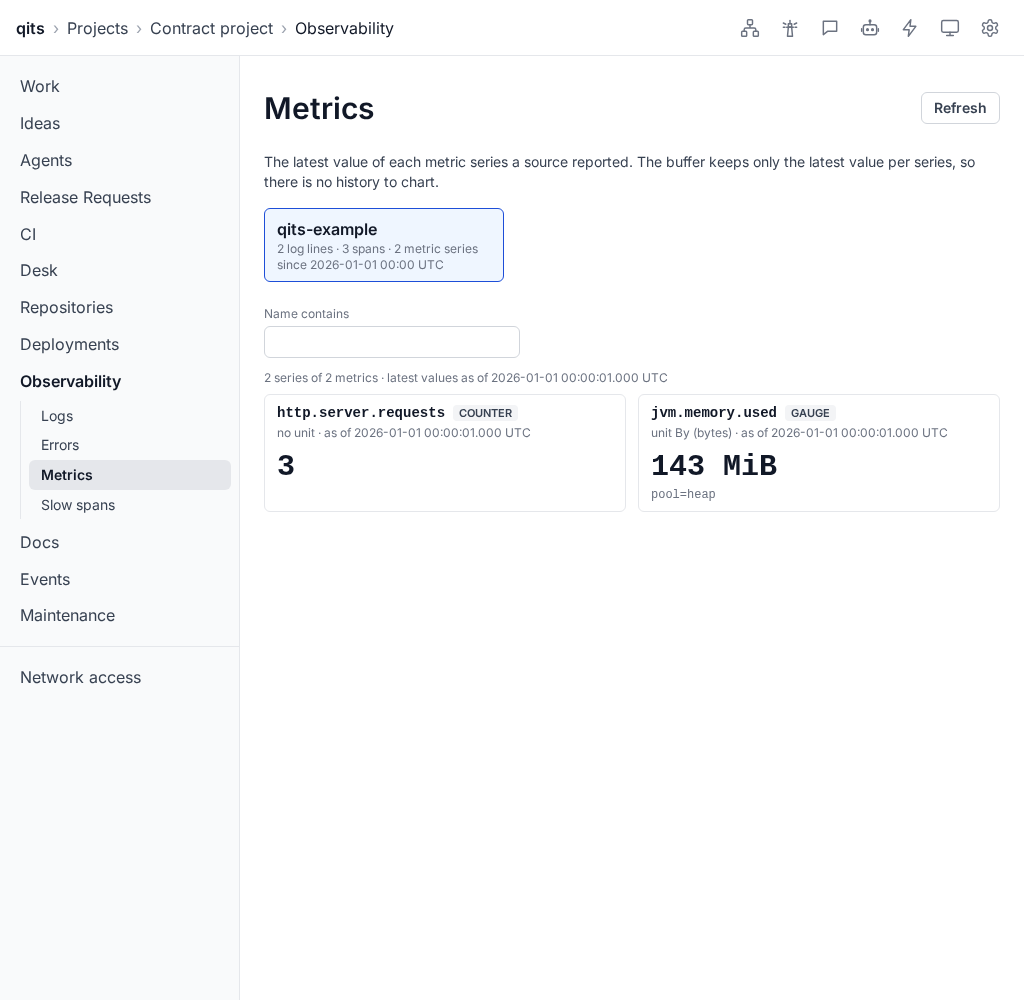 qits › Projects › Contract project › Observability
Work
Ideas
Agents
Release Requests
CI
Desk
Repositories
Deployments
Observability
Logs
Errors
Metrics
Slow spans
Docs
Events
Maintenance
Network access
Metrics
Refresh
The latest value of each metric series a source reported. The buffer keeps only the latest value per series, so
there is no history to chart.
qits-example
2 log lines · 3 spans · 2 metric series
since 2026-01-01 00:00 UTC
Name contains
2 series of 2 metrics · latest values as of 2026-01-01 00:00:01.000 UTC
http.server.requests COUNTER
no unit · as of 2026-01-01 00:00:01.000 UTC
3
jvm.memory.used GAUGE
unit By (bytes) · as of 2026-01-01 00:00:01.000 UTC
143 MiB
pool=heap